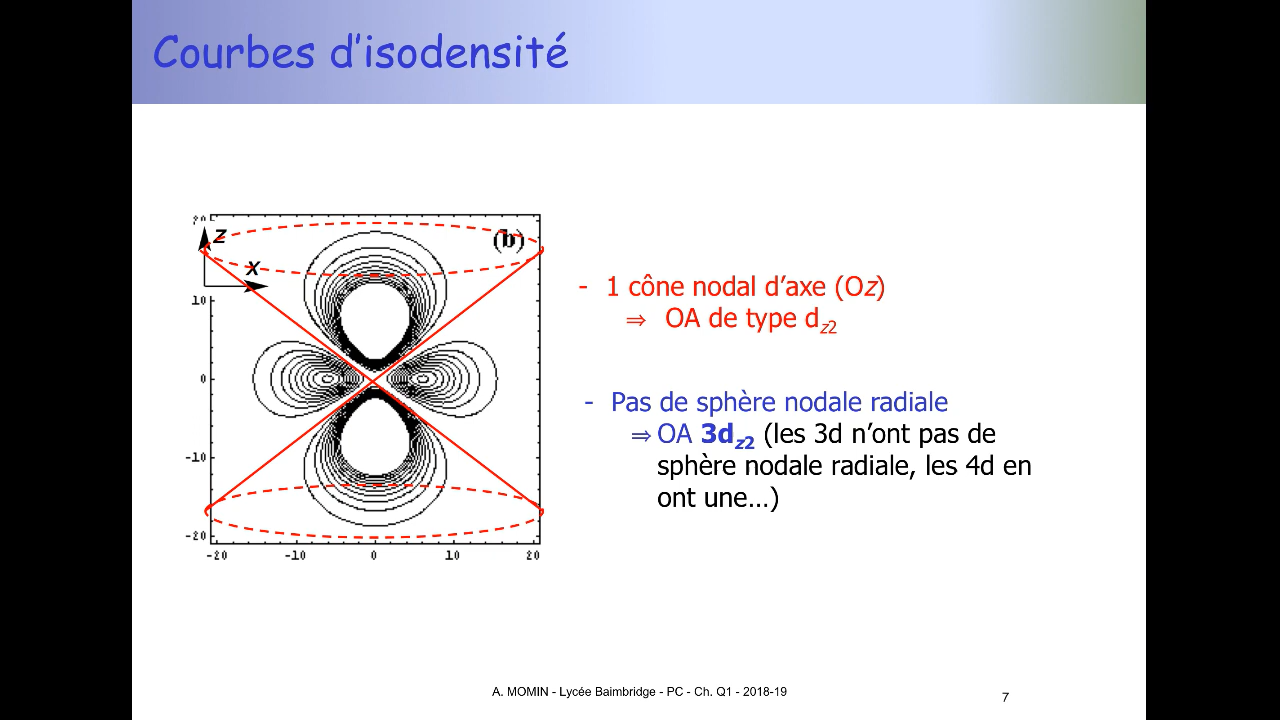 Courbes d'isodensité
(b)
z
x
10
0
-10
-20
-20 -10 0 10 20
- 1 cône nodal d'axe (Oz)
⇒ OA de type dz2
- Pas de sphère nodale radiale
⇒ OA 3dz2 (les 3d n'ont pas de
sphère nodale radiale, les 4d en
ont une...)
A. MOMIN - Lycée Baimbridge - PC - Ch. Q1 - 2018-19
7